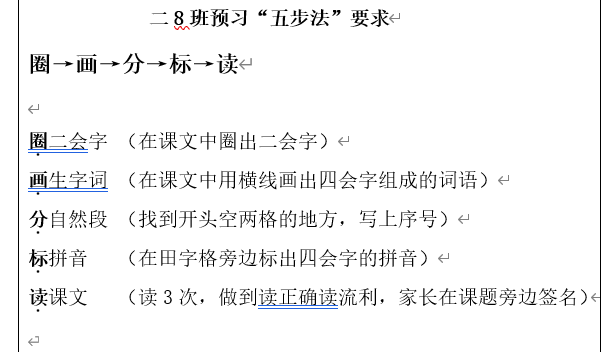 二8班预习“五步法”要求
圈→画→分→标→读
圈二会字 （在课文中圈出二会字）
画生字词 （在课文中用横线画出四会字组成的词语）
分自然段 （找到开头空两格的地方，写上序号）
标拼音 （在田字格旁边标出四会字的拼音）
读课文 （读3次，做到读正确读流利，家长在课题旁边签名）